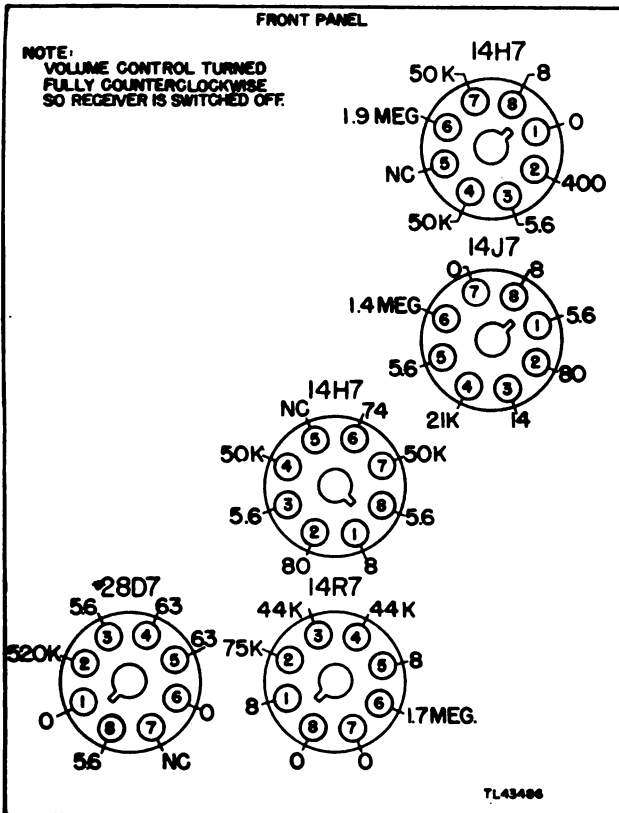 FRONT PANEL
NOTE:
VOLUME CONTROL TURNED
FULLY COUNTERCLOCKWISE
SO RECEIVER IS SWITCHED OFF.
14H7
50K 8
7 8
1.9 MEG 6 1 0
NC 5 2 400
4 3
50K 5.6
14J7
0 8
7 8
1.4 MEG 6 1 5.6
5.6 5 2 80
4 3
21K 14
14H7
NC 74
5 6
50K 4 7 50K
5.6 3 8 5.6
2 1
80 8
*28D7
5.6 63
3 4
520K 2 5 63
0 1 6 0
8 7
5.6 NC
14R7
44K 44K
3 4
75K 2 5 8
8 1 6 1.7 MEG.
8 7
0 0
TL43486